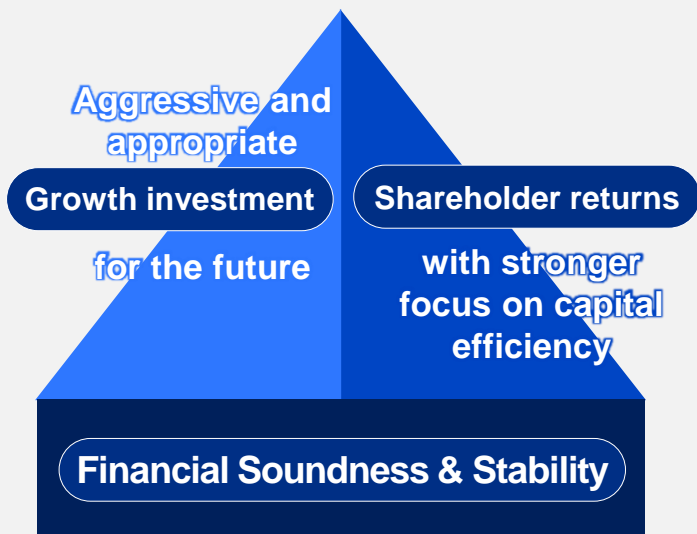 Aggressive and
appropriate
Growth investment
for the future
Shareholder returns
with stronger
focus on capital
efficiency
Financial Soundness & Stability